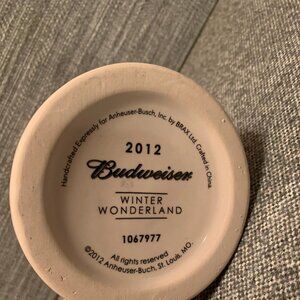 Handcrafted Expressly for Anheuser-Busch, Inc. by BRAX Ltd. Crafted in China.
2012
Budweiser
WINTER
WONDERLAND
1067977
All rights reserved
©2012 Anheuser-Buch, St. Louis, MO.